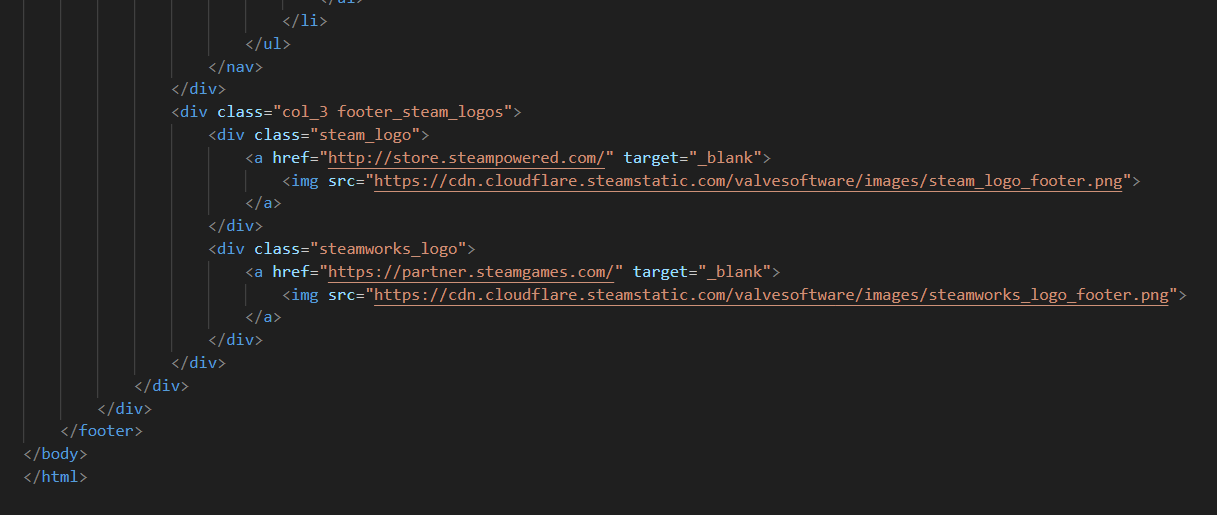 </li>
</ul>
</nav>
</div>
<div class="col_3 footer_steam_logos">
<div class="steam_logo">
<a href="http://store.steampowered.com/" target="_blank">
<img src="https://cdn.cloudflare.steamstatic.com/valvesoftware/images/steam_logo_footer.png">
</a>
</div>
<div class="steamworks_logo">
<a href="https://partner.steamgames.com/" target="_blank">
<img src="https://cdn.cloudflare.steamstatic.com/valvesoftware/images/steamworks_logo_footer.png">
</a>
</div>
</div>
</div>
</div>
</footer>
</body>
</html>